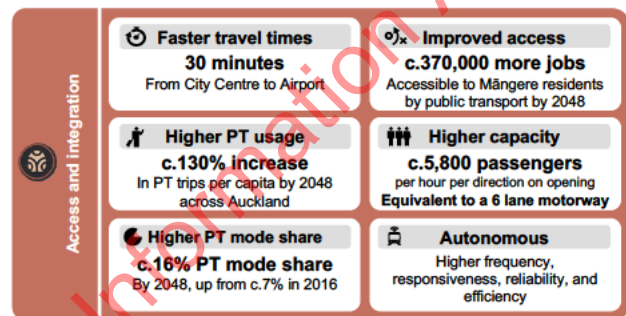 Access and integration
Faster travel times
30 minutes
From City Centre to Airport
Improved access
c.370,000 more jobs
Accessible to Māngere residents
by public transport by 2048
Higher PT usage
c.130% increase
In PT trips per capita by 2048
across Auckland
Higher capacity
c.5,800 passengers
per hour per direction on opening
Equivalent to a 6 lane motorway
Higher PT mode share
c.16% PT mode share
By 2048, up from c.7% in 2016
Autonomous
Higher frequency,
responsiveness, reliability, and
efficiency
Information